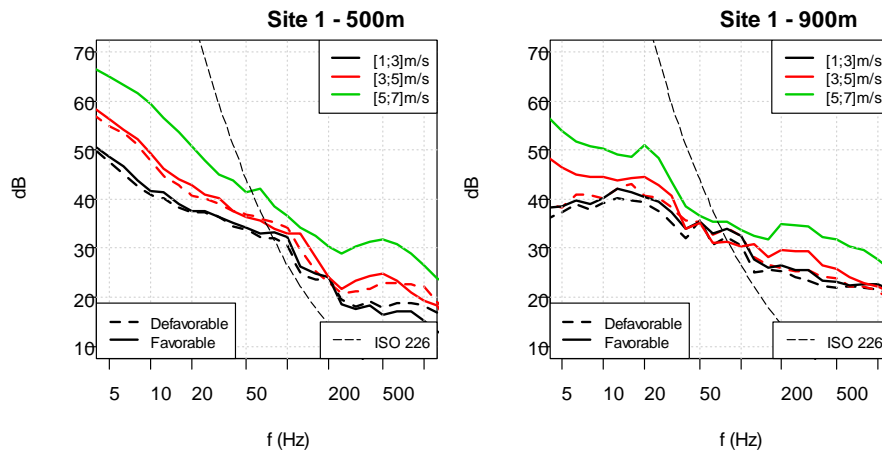 Site 1 - 500m
70
60
50
40
30
20
10
dB
[1;3]m/s
[3;5]m/s
[5;7]m/s
Defavorable
Favorable
ISO 226
5 10 20 50 200 500
f (Hz)
Site 1 - 900m
70
60
50
40
30
20
10
dB
[1;3]m/s
[3;5]m/s
[5;7]m/s
Defavorable
Favorable
ISO 226
5 10 20 50 200 500
f (Hz)